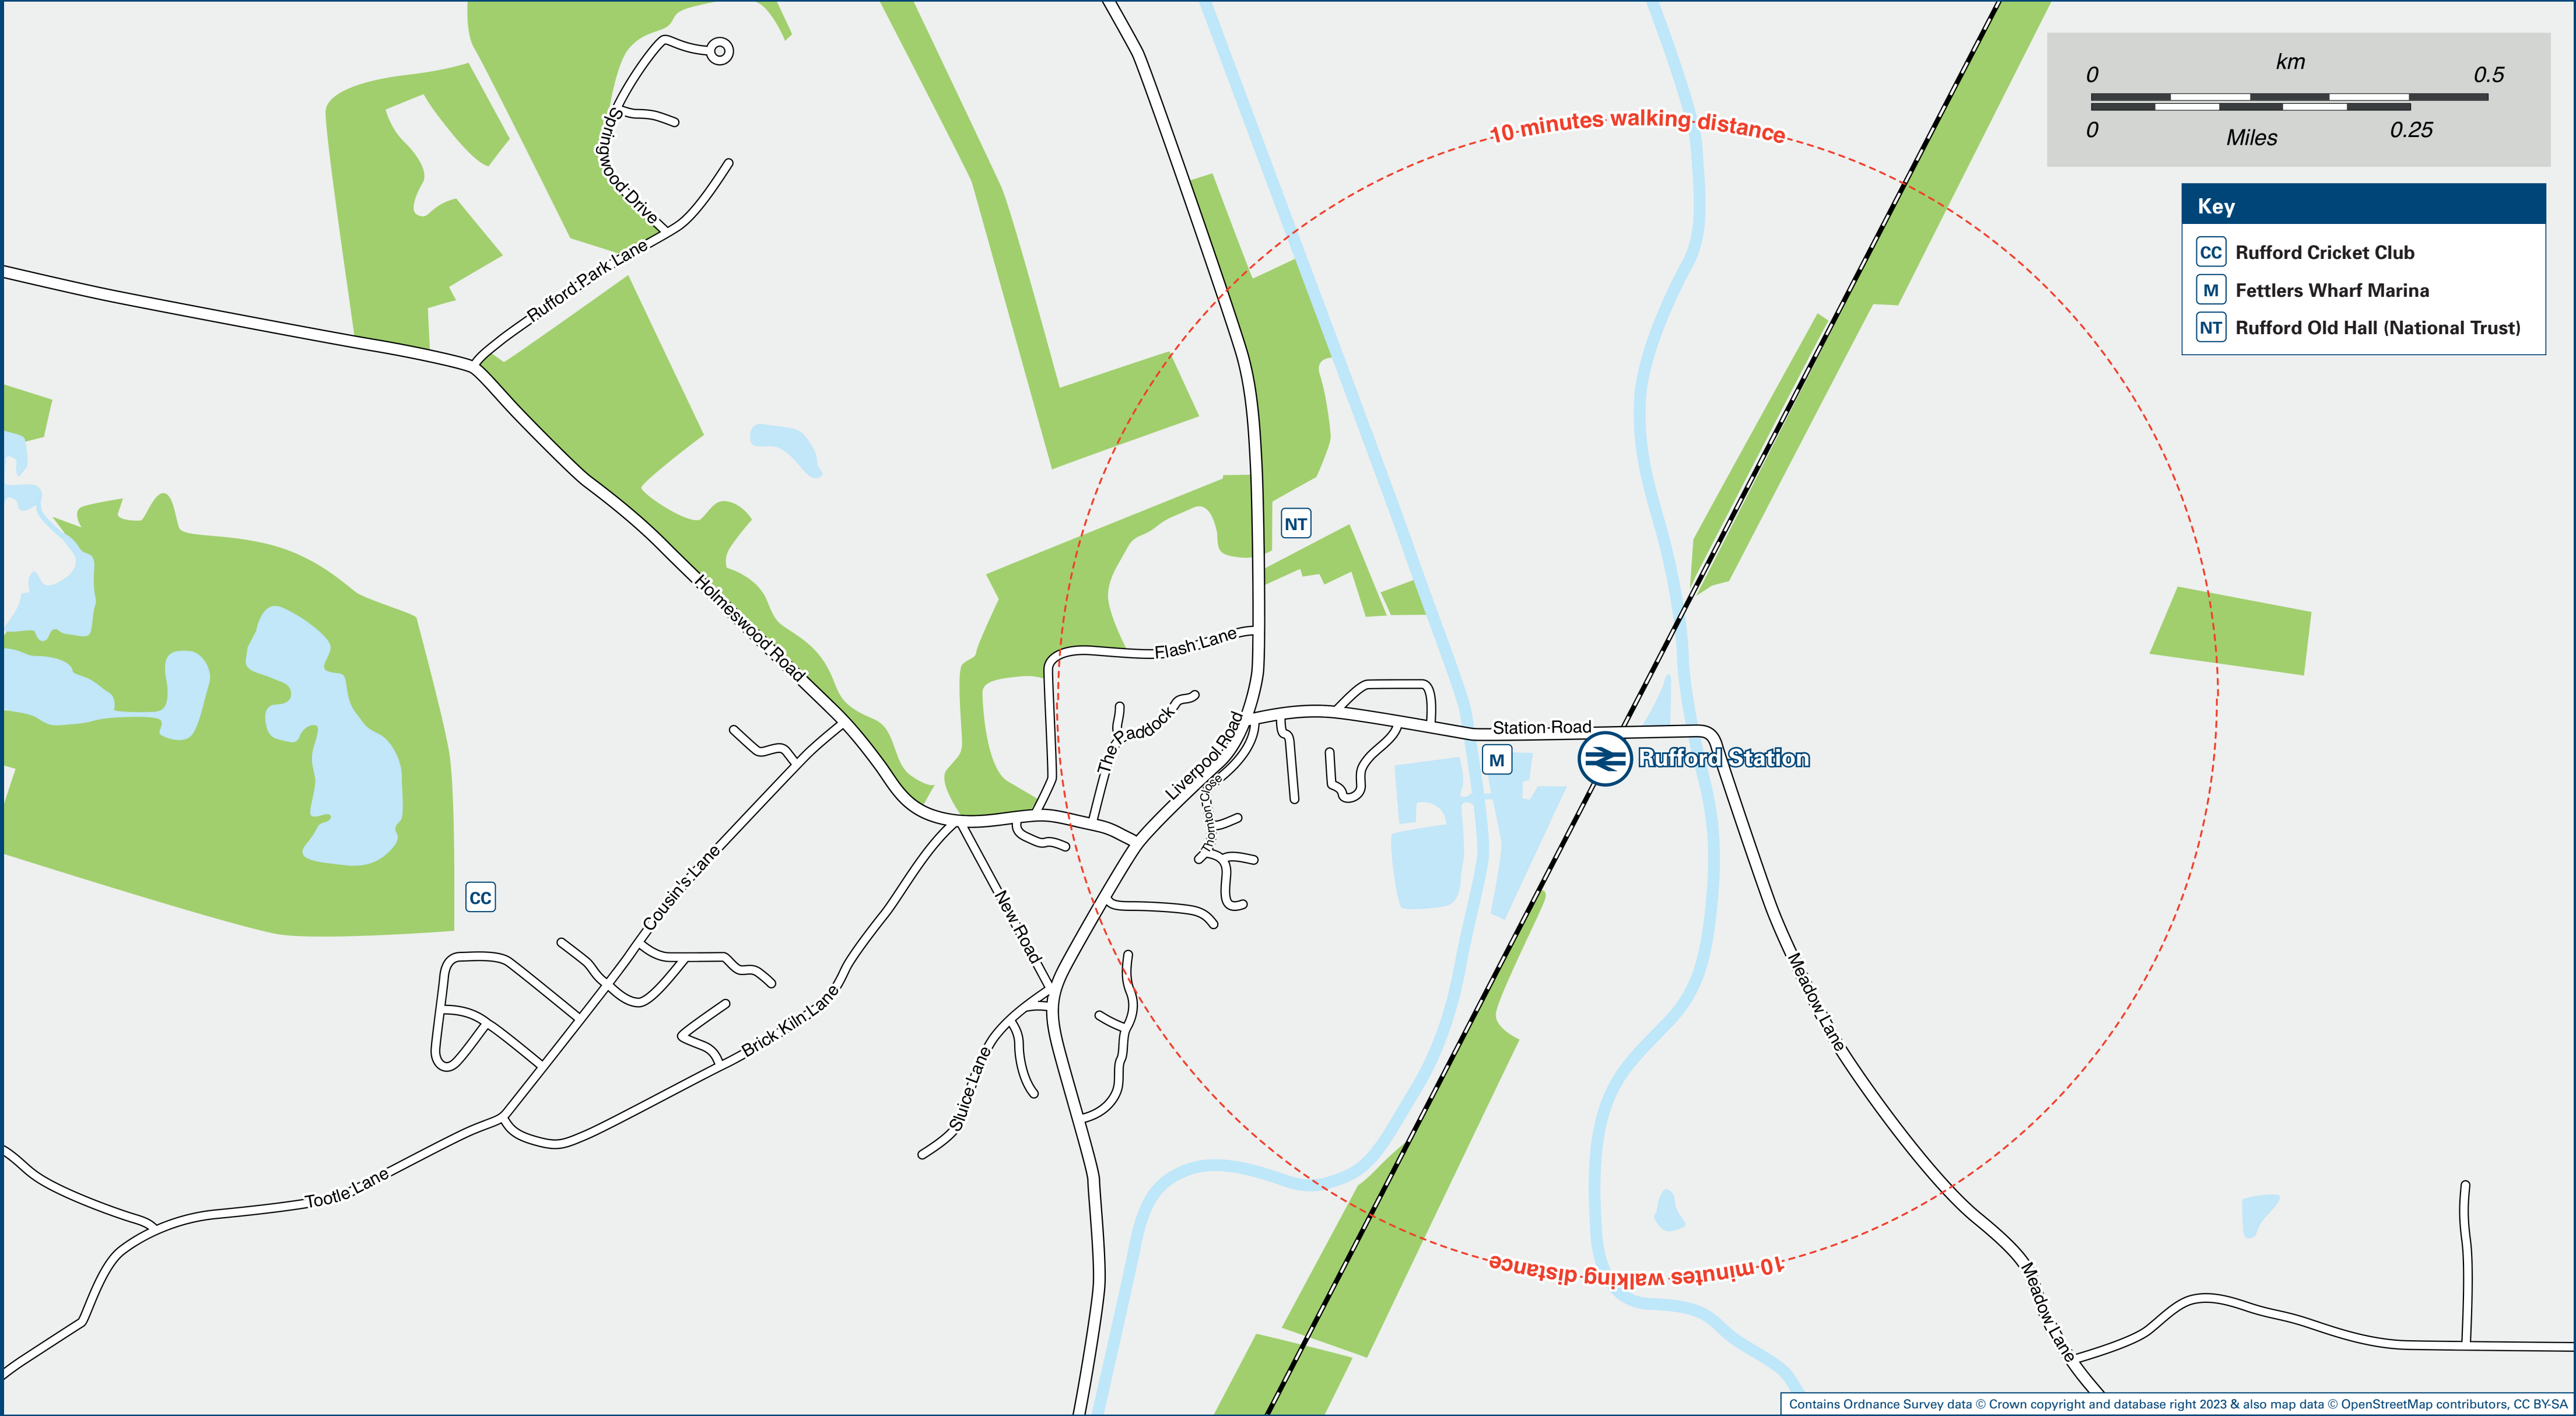 km
0
0.5
0
0.25
Miles
Key
CC Rufford Cricket Club
M Fettlers Wharf Marina
NT Rufford Old Hall (National Trust)
10 minutes walking distance
Springwood Drive
Rufford Park Lane
NT
Holmeswood Road
Flash Lane
The Paddock
Liverpool Road
Station Road
M
Rufford Station
Thornton Close
Cousin's Lane
CC
New Road
Meadow Lane
Brick Kiln Lane
Sluice Lane
Tootle Lane
10 minutes walking distance
Meadow Lane
Contains Ordnance Survey data © Crown copyright and database right 2023 & also map data © OpenStreetMap contributors, CC BY-SA